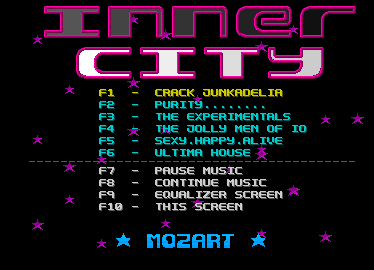 Inner
CITY
F1 - CRACK JUNKADELIA
F2 - PURITY........
F3 - THE EXPERIMENTALS
F4 - THE JOLLY MEN OF IO
F5 - SEXY.HAPPY.ALIVE
F6 - ULTIMA HOUSE
F7 - PAUSE MUSIC
F8 - CONTINUE MUSIC
F9 - EQUALIZER SCREEN
F10 - THIS SCREEN
MOZART